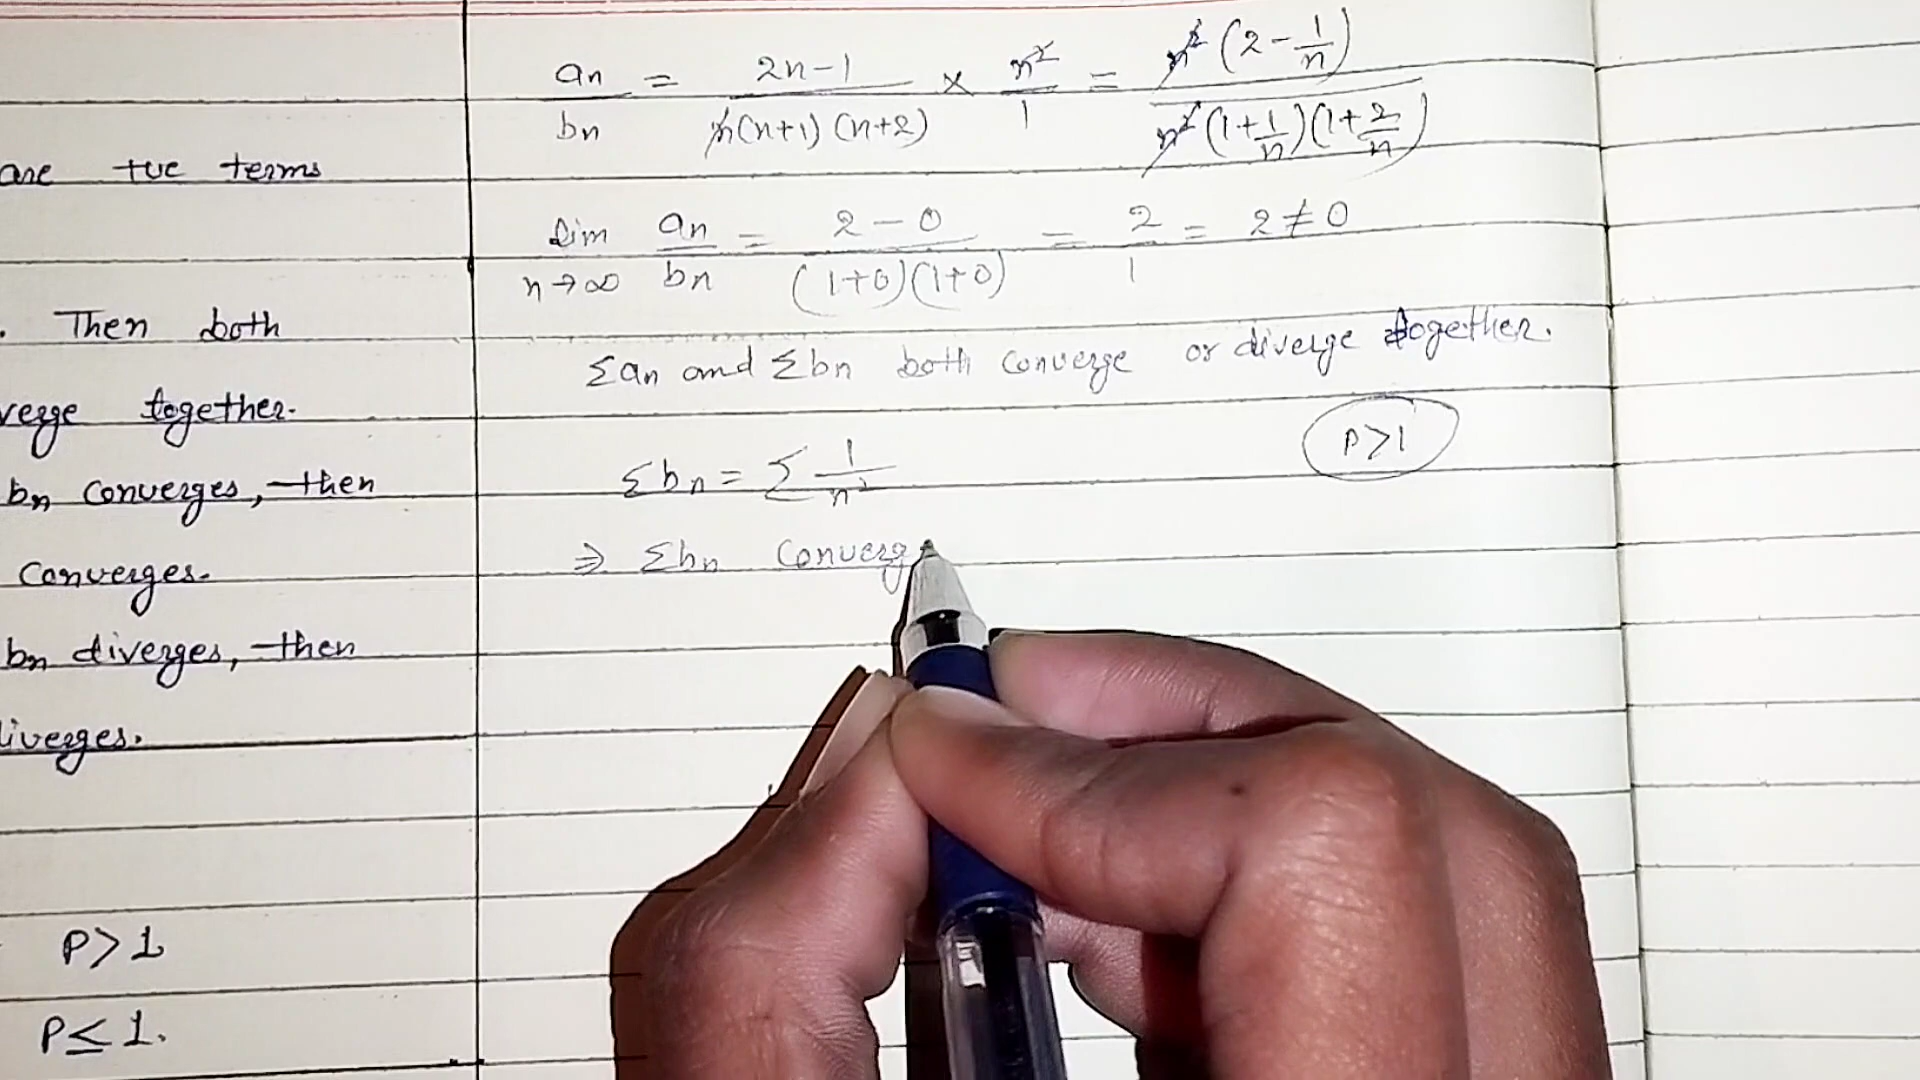 are tve terms
. Then both
verge together.
bn converges, then
converges.
bn diverges, then
iverges.
P>1
P≤1.
an/bn = (2n-1)/(n(n+1)(n+2)) × n²/1 = n²(2-1/n)/(n²(1+1/n)(1+2/n))
lim n→∞ an/bn = (2-0)/((1+0)(1+0)) = 2/1 = 2≠0
Σan and Σbn both converge or diverge together.
P>1
Σbn = Σ 1/n²
⇒ Σbn Converg